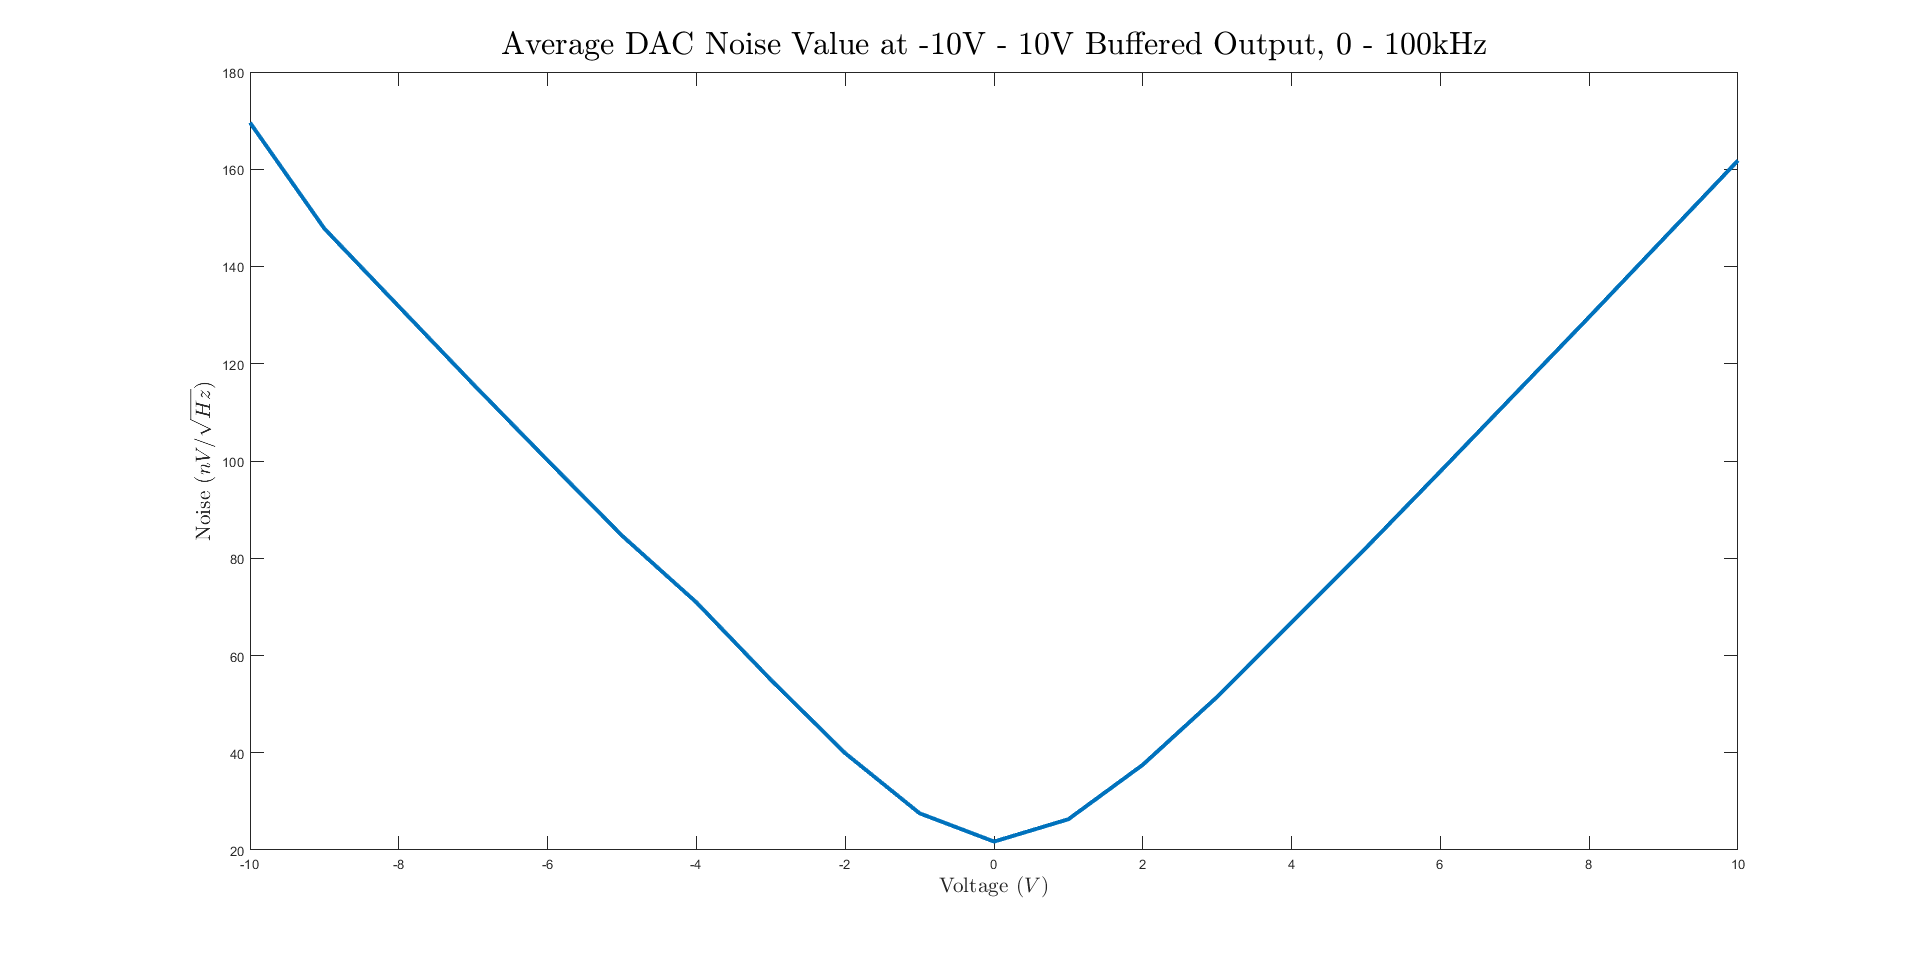 Average DAC Noise Value at -10V - 10V Buffered Output, 0 - 100kHz
180
160
140
120
100
80
60
40
20
Noise (nV/√Hz)
-10 -8 -6 -4 -2 0 2 4 6 8 10
Voltage (V)